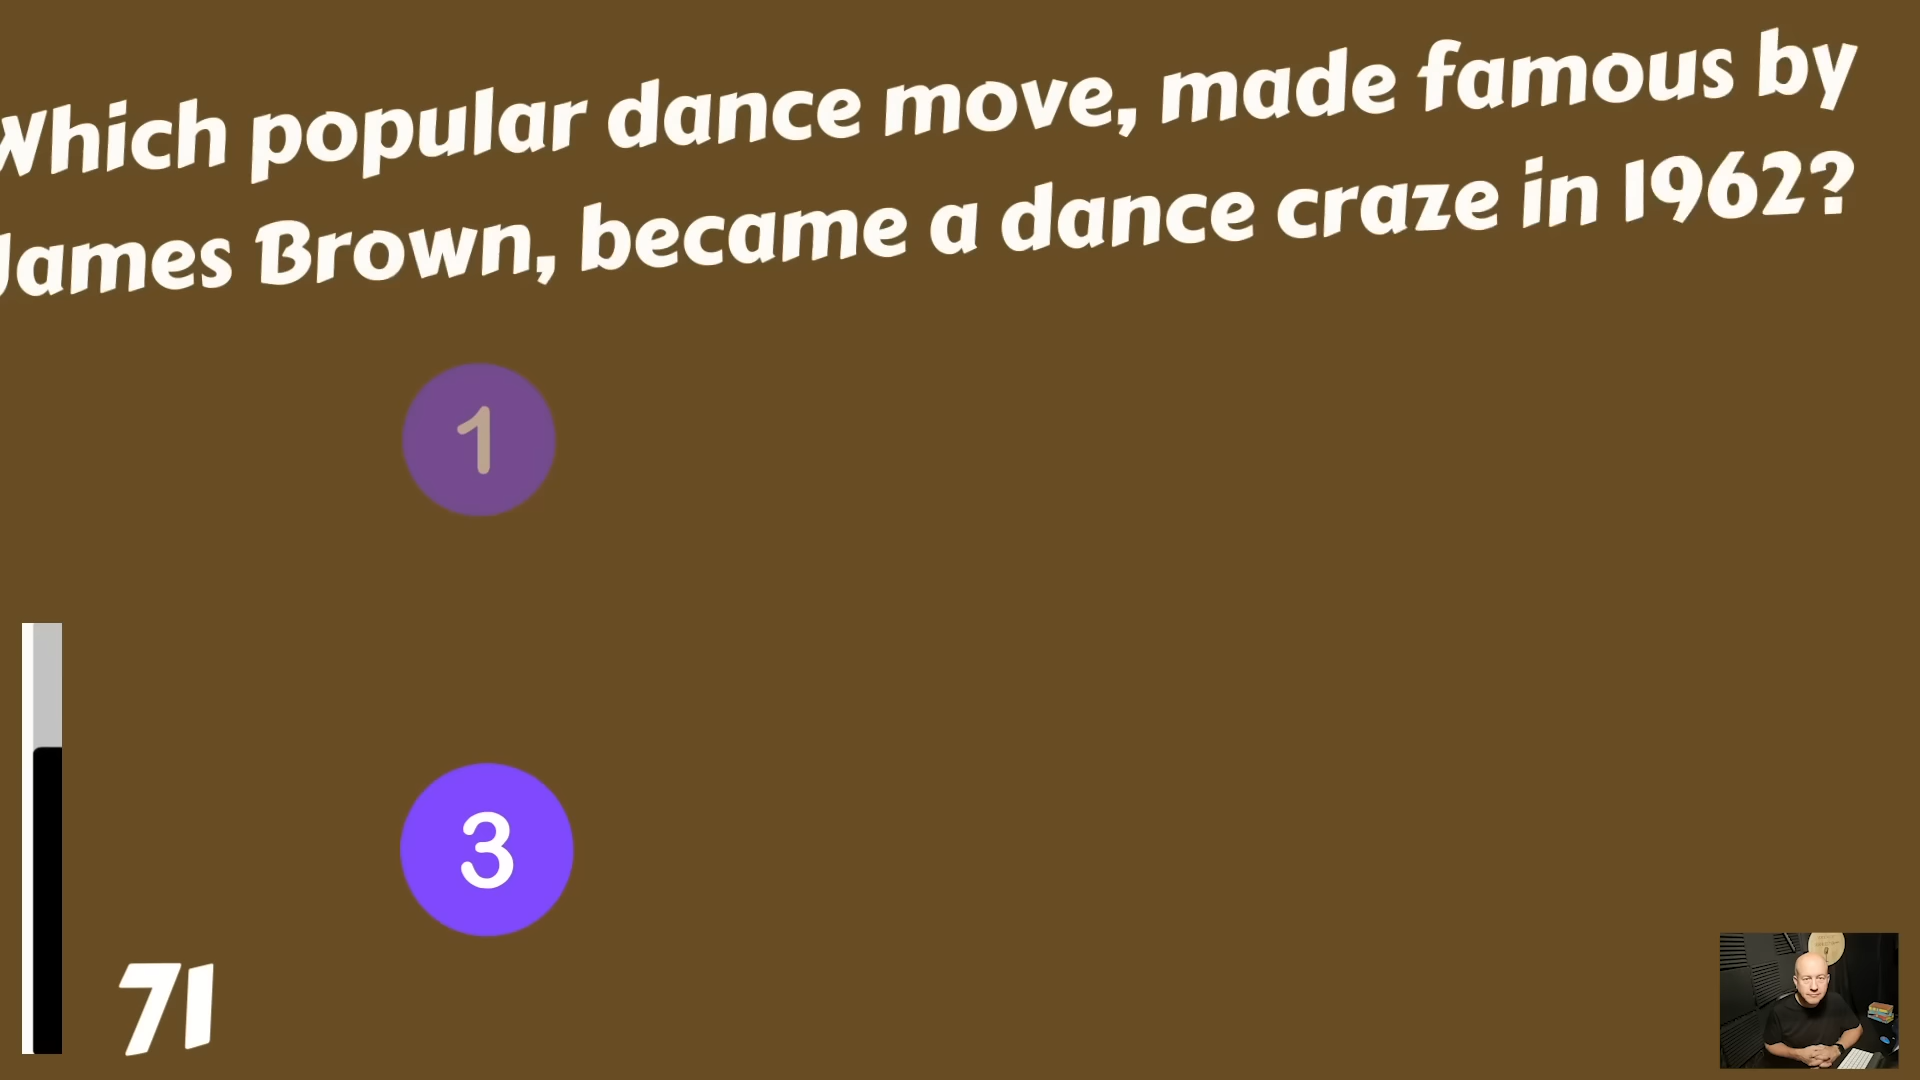 Which popular dance move, made famous by
James Brown, became a dance craze in 1962?
1
3
71